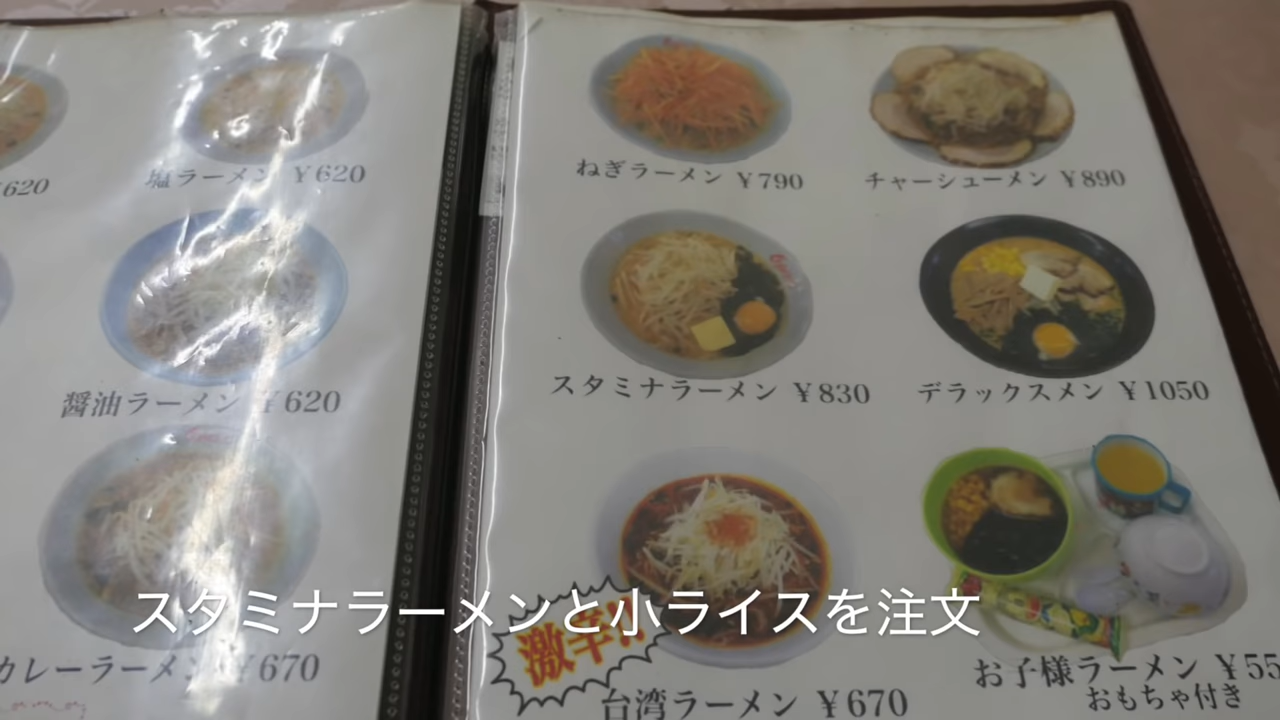 ¥620
塩ラーメン ¥620
醤油ラーメン ¥620
カレーラーメン ¥670
ねぎラーメン ¥790
チャーシューメン ¥890
スタミナラーメン ¥830
デラックスメン ¥1050
激辛!!
台湾ラーメン ¥670
お子様ラーメン ¥55
おもちゃ付き
スタミナラーメンと小ライスを注文